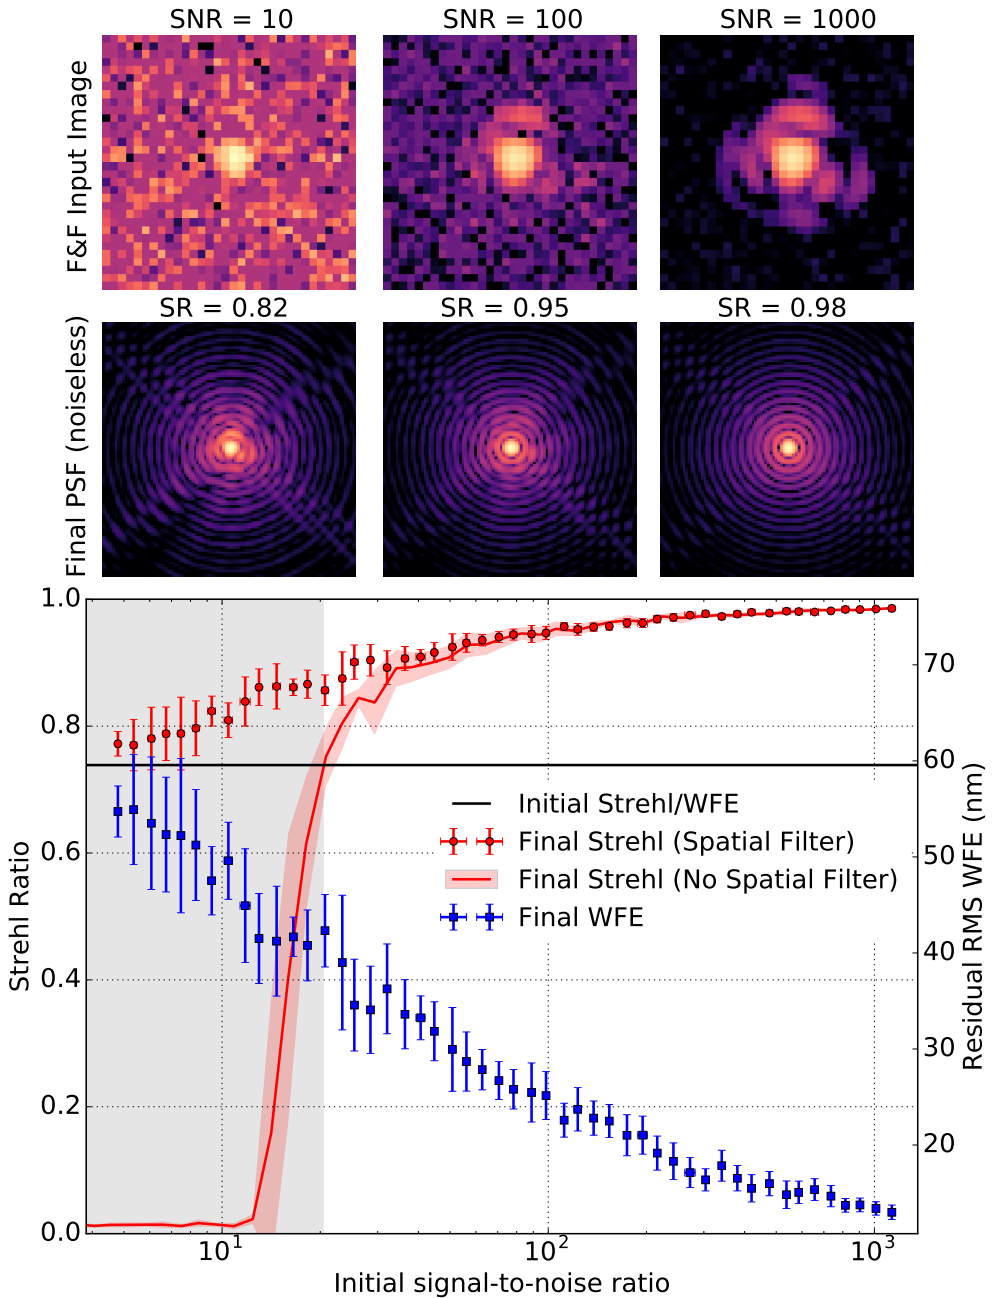 SNR = 10
SNR = 100
SNR = 1000
F&F Input Image
SR = 0.82
SR = 0.95
SR = 0.98
Final PSF (noiseless)
1.0
0.8
0.6
0.4
0.2
0.0
Strehl Ratio
70
60
50
40
30
20
Residual RMS WFE (nm)
Initial Strehl/WFE
Final Strehl (Spatial Filter)
Final Strehl (No Spatial Filter)
Final WFE
10¹
10²
10³
Initial signal-to-noise ratio